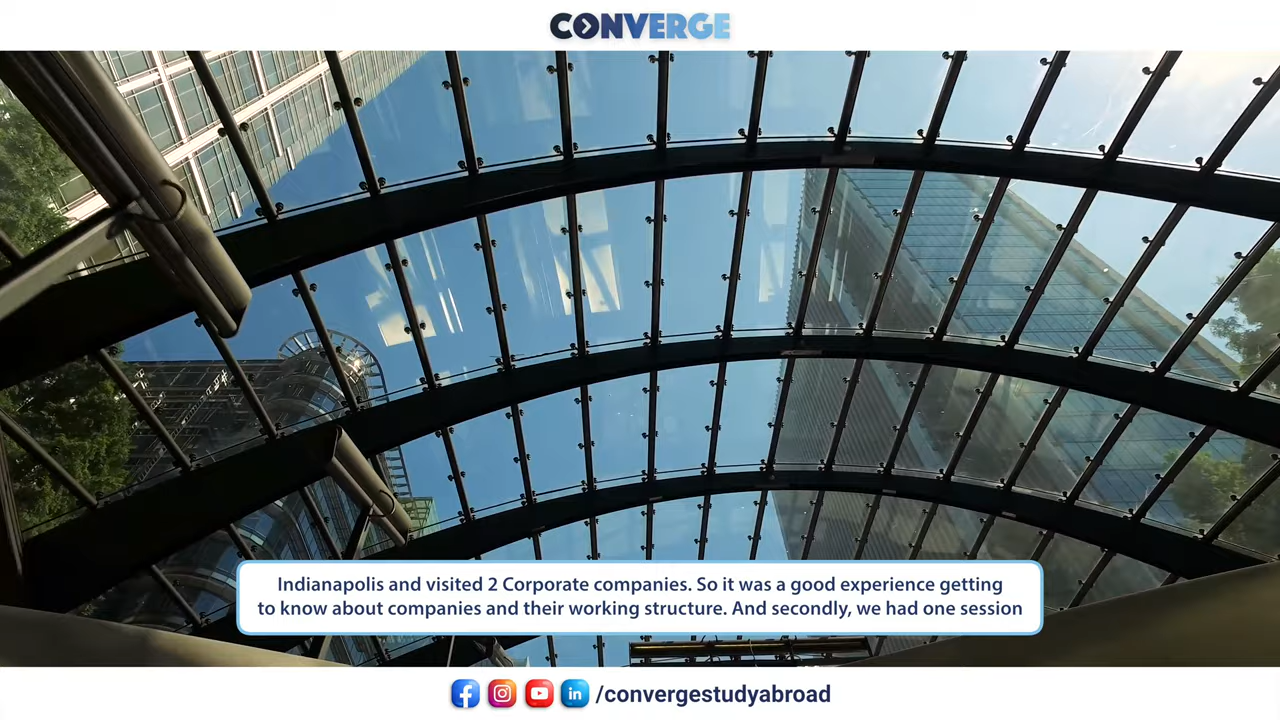 CONVERGE
Indianapolis and visited 2 Corporate companies. So it was a good experience getting
to know about companies and their working structure. And secondly, we had one session
/convergestudyabroad